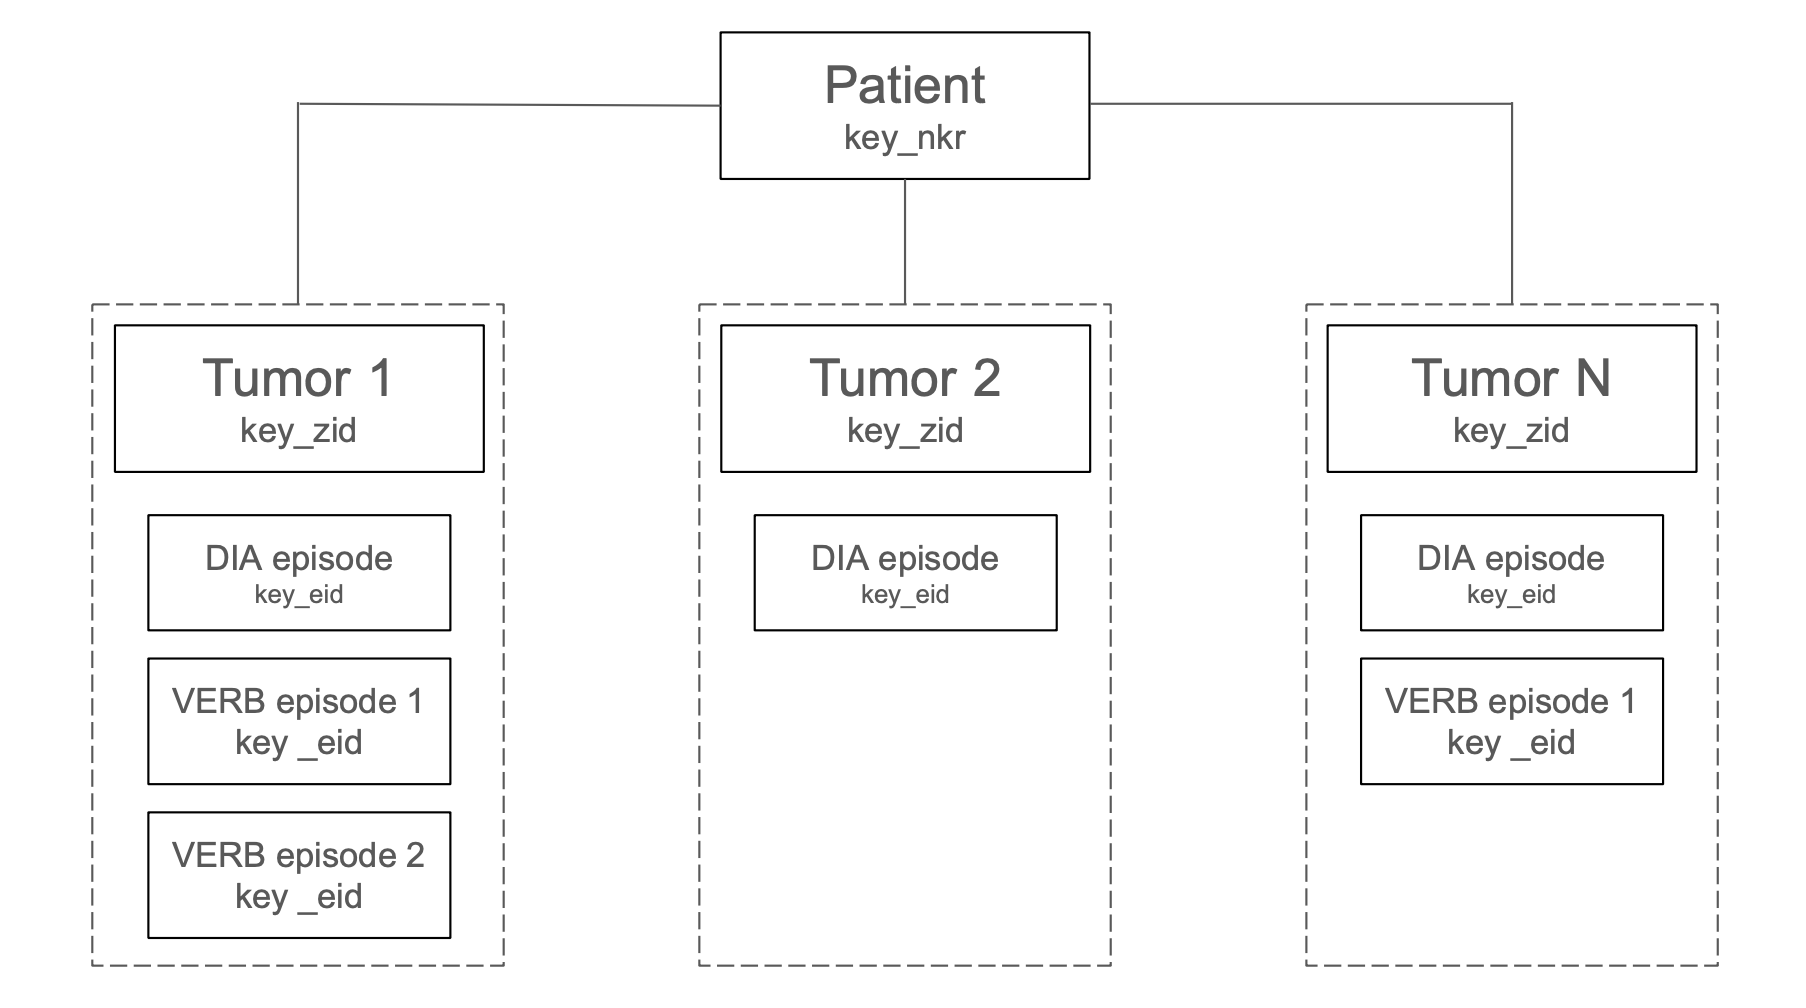 Patient
key_nkr
Tumor 1
key_zid
DIA episode
key_eid
VERB episode 1
key _eid
VERB episode 2
key _eid
Tumor 2
key_zid
DIA episode
key_eid
Tumor N
key_zid
DIA episode
key_eid
VERB episode 1
key _eid